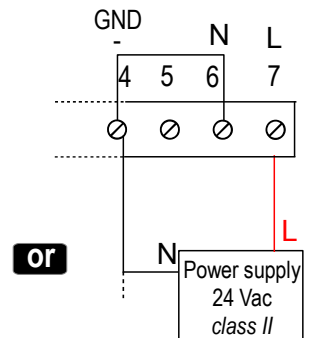 GND
- N L
4 5 6 7
L
or N
Power supply
24 Vac
class II